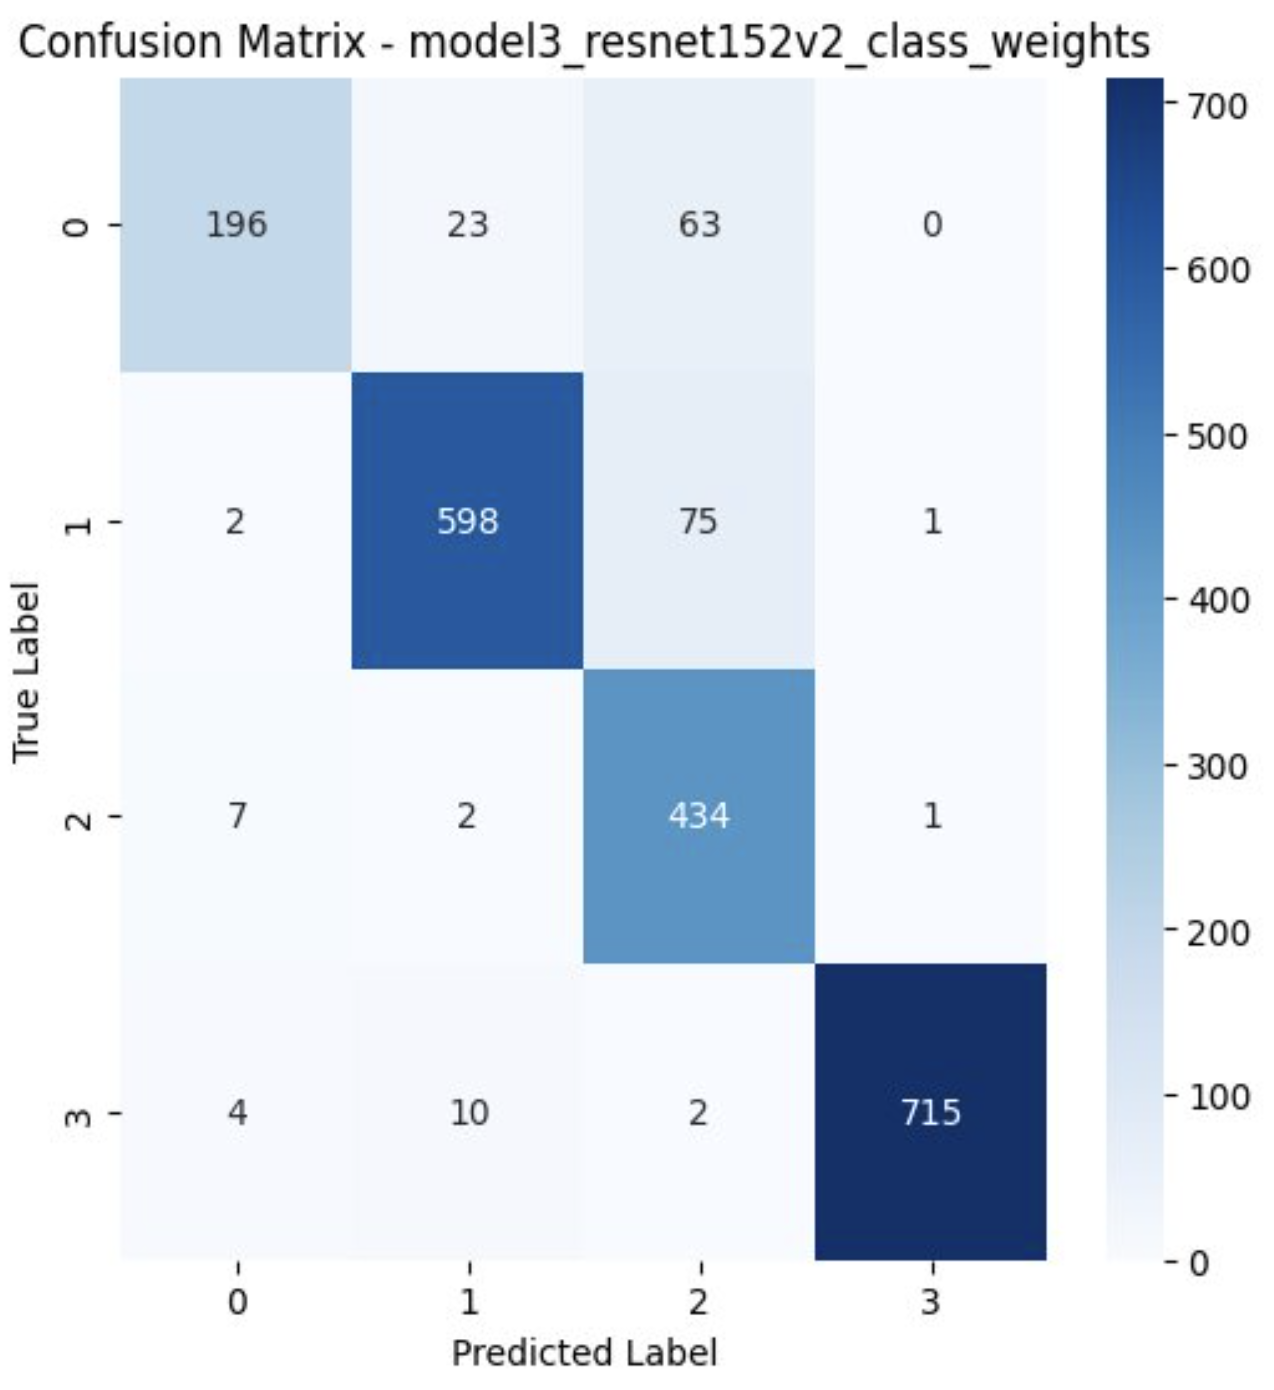 Confusion Matrix - model3_resnet152v2_class_weights
0 196 23 63 0
1 2 598 75 1
2 7 2 434 1
3 4 10 2 715
0 1 2 3
True Label
Predicted Label
700
600
500
400
300
200
100
0